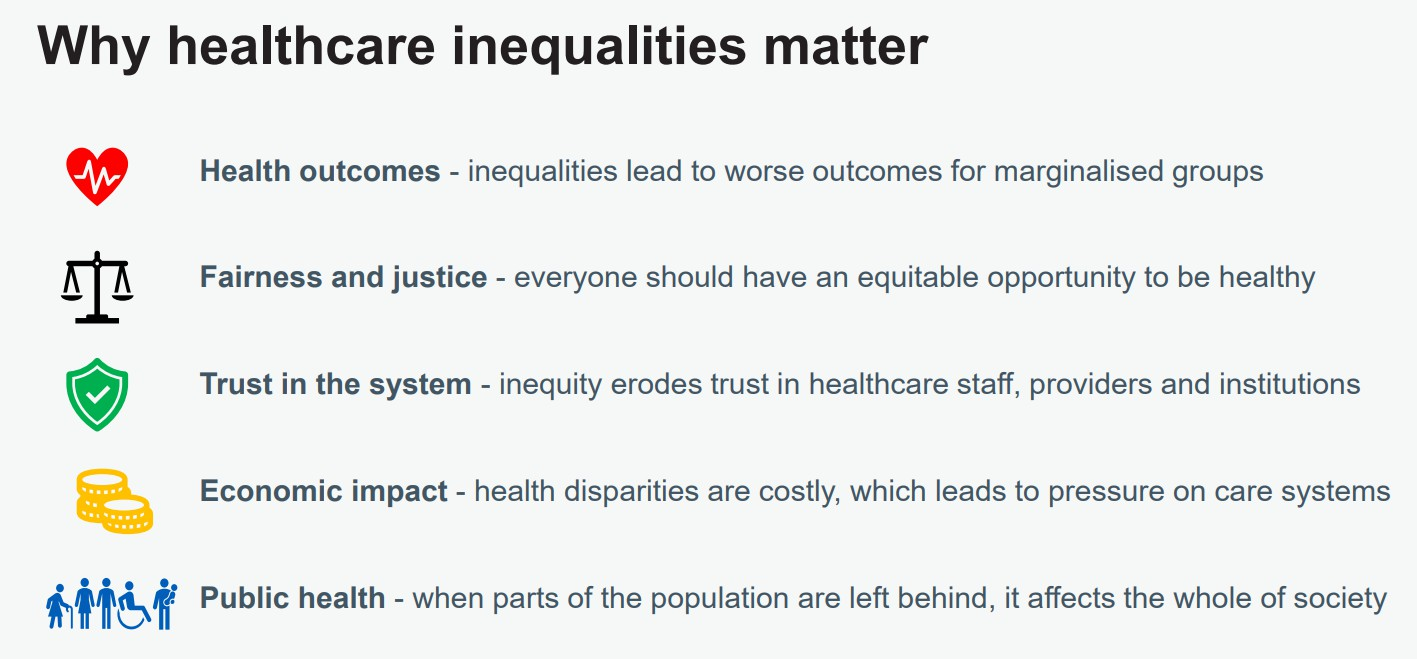 Why healthcare inequalities matter
Health outcomes - inequalities lead to worse outcomes for marginalised groups
Fairness and justice - everyone should have an equitable opportunity to be healthy
Trust in the system - inequity erodes trust in healthcare staff, providers and institutions
Economic impact - health disparities are costly, which leads to pressure on care systems
Public health - when parts of the population are left behind, it affects the whole of society